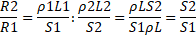 R2/R1 = ρ1L1/S1 : ρ2L2/S2 = ρLS2/S1ρL = S2/S1